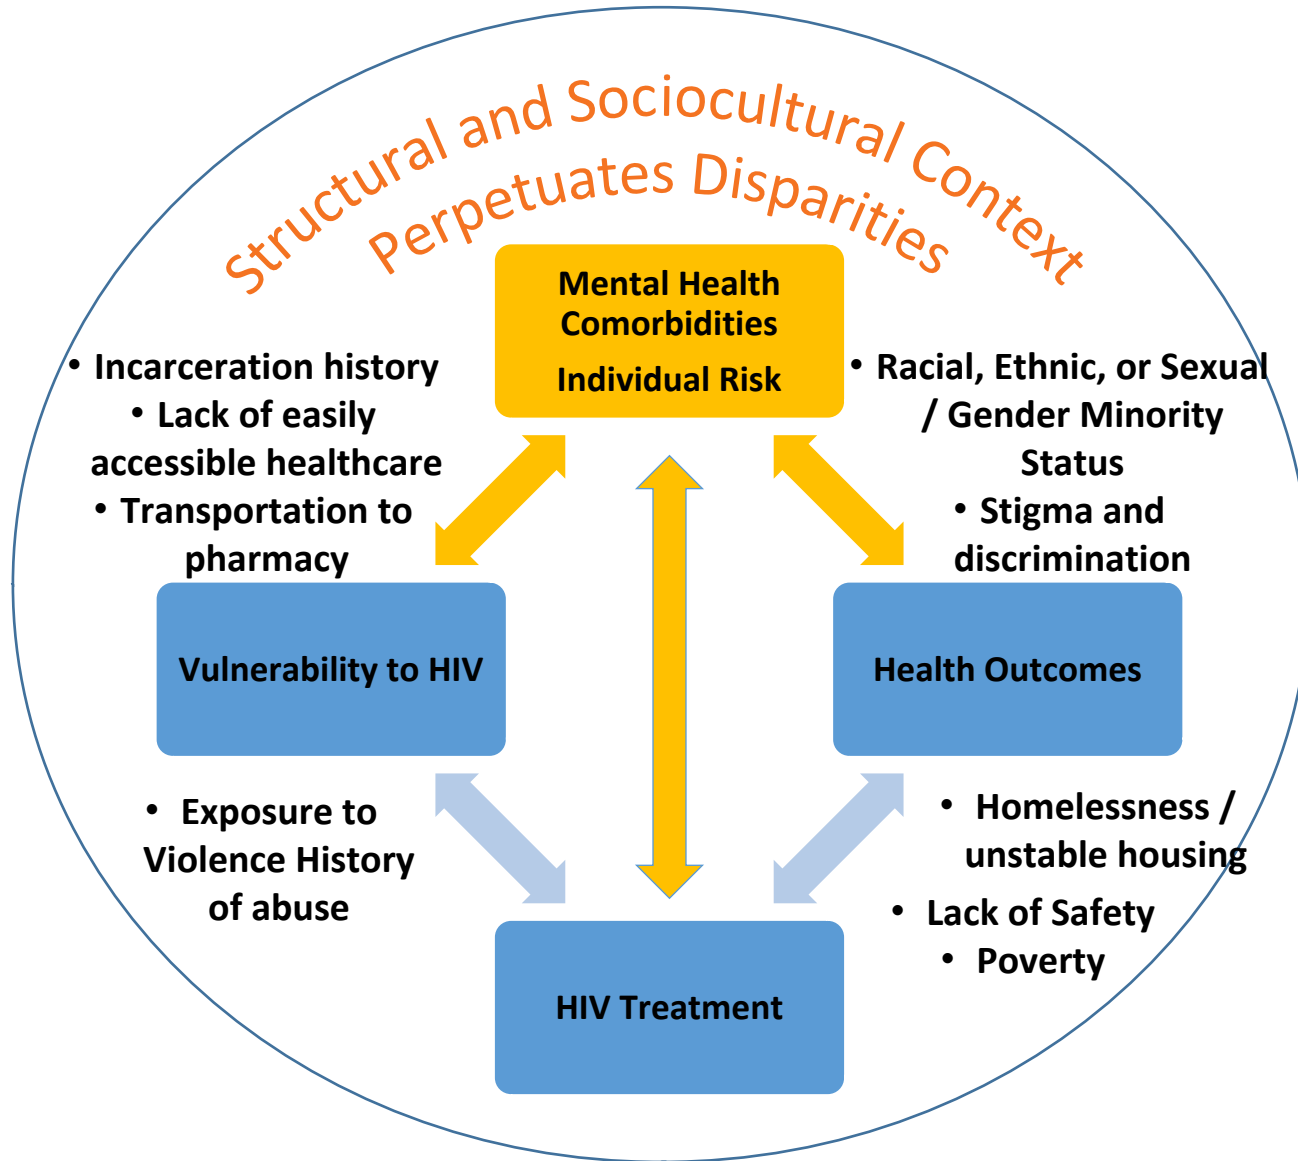 Structural and Sociocultural Context
Perpetuates Disparities
Mental Health
Comorbidities
Individual Risk
• Incarceration history
• Lack of easily
accessible healthcare
• Transportation to
pharmacy
• Racial, Ethnic, or Sexual
/ Gender Minority
Status
• Stigma and
discrimination
Vulnerability to HIV
Health Outcomes
• Exposure to
Violence History
of abuse
• Homelessness /
unstable housing
• Lack of Safety
• Poverty
HIV Treatment